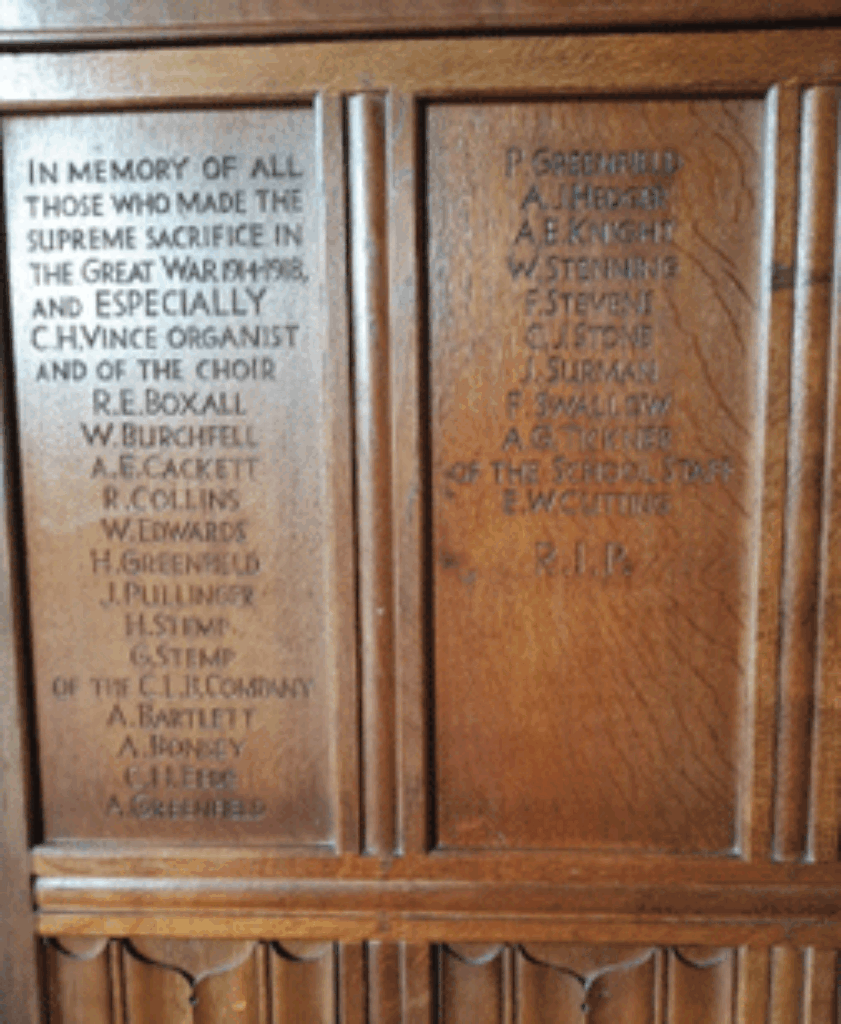 IN MEMORY OF ALL
THOSE WHO MADE THE
SUPREME SACRIFICE IN
THE GREAT WAR 1914-1918,
AND ESPECIALLY
C.H.VINCE ORGANIST
AND OF THE CHOIR
R.E.BOXALL
W.BURCHFELL
A.E.CACKETT
R.COLLINS
W.EDWARDS
H.GREENFIELD
J.PULLINGER
H.STEMP
G.STEMP
OF THE C.L.B.COMPANY
A.BARTLETT
A.BONSEY
A.GREENFIELD
P GREENFIELD
A.J.HEDGER
A.E.KNIGHT
W.STENNING
F.STEVENS
C.J.STONE
J.SURMAN
F.SWALLOW
A.G.TICKNER
OF THE SCHOOL STAFF
E.W.CUTTING
R.I.P.